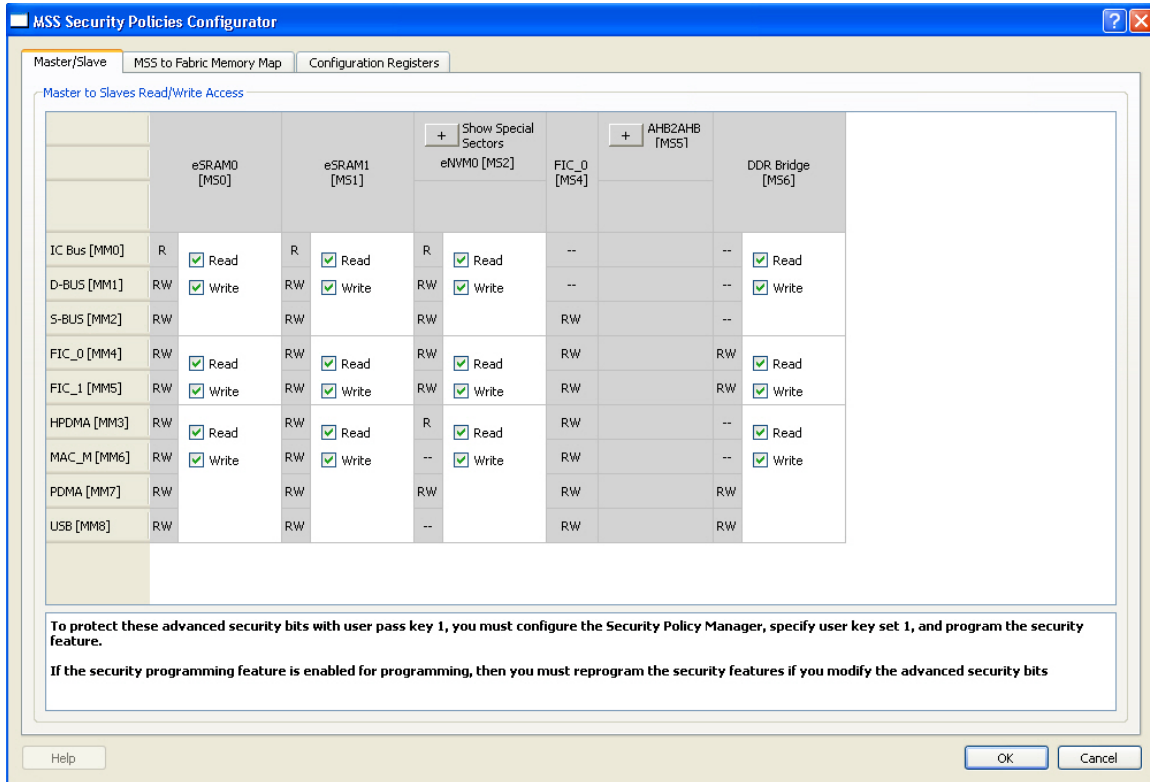 MSS Security Policies Configurator
Master/Slave MSS to Fabric Memory Map Configuration Registers
Master to Slaves Read/Write Access
eSRAM0
[MS0]
eSRAM1
[MS1]
+ Show Special
Sectors
eNVM0 [MS2]
FIC_0
[MS4]
+ AHB2AHB
[MS5]
DDR Bridge
[MS6]
IC Bus [MM0] R Read R Read R Read -- -- Read
D-BUS [MM1] RW Write RW Write RW Write -- -- Write
S-BUS [MM2] RW RW RW RW --
FIC_0 [MM4] RW Read RW Read RW Read RW RW Read
FIC_1 [MM5] RW Write RW Write RW Write RW RW Write
HPDMA [MM3] RW Read RW Read R Read RW -- Read
MAC_M [MM6] RW Write RW Write -- Write RW -- Write
PDMA [MM7] RW RW RW RW RW
USB [MM8] RW RW -- RW RW
To protect these advanced security bits with user pass key 1, you must configure the Security Policy Manager, specify user key set 1, and program the security
feature.
If the security programming feature is enabled for programming, then you must reprogram the security features if you modify the advanced security bits
Help OK Cancel